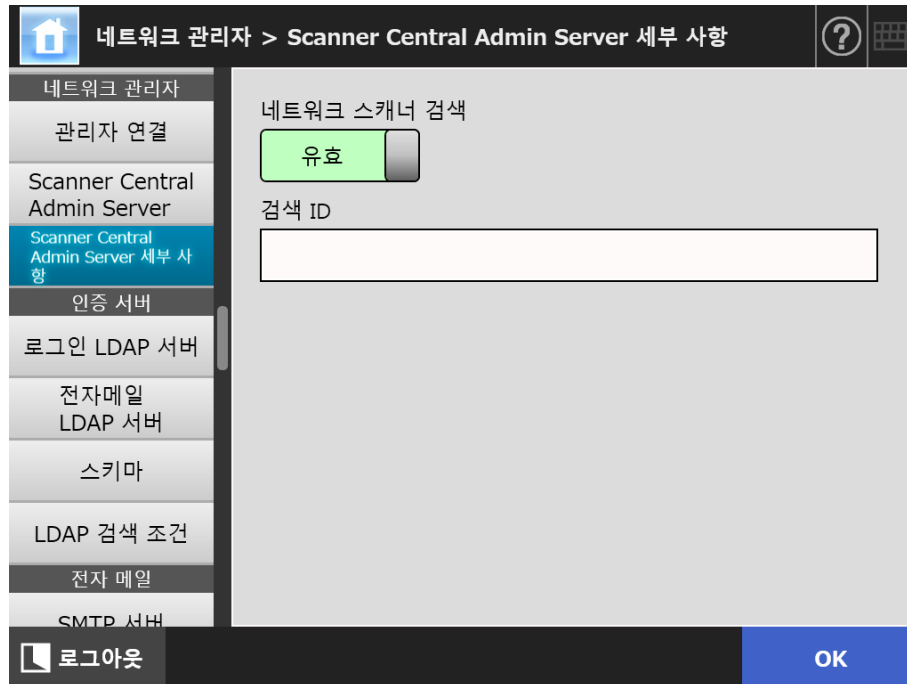 네트워크 관리자 > Scanner Central Admin Server 세부 사항
?
네트워크 관리자
관리자 연결
Scanner Central
Admin Server
Scanner Central
Admin Server 세부 사
항
인증 서버
로그인 LDAP 서버
전자메일
LDAP 서버
스키마
LDAP 검색 조건
전자 메일
SMTP 서버
네트워크 스캐너 검색
유효
검색 ID
로그아웃
OK